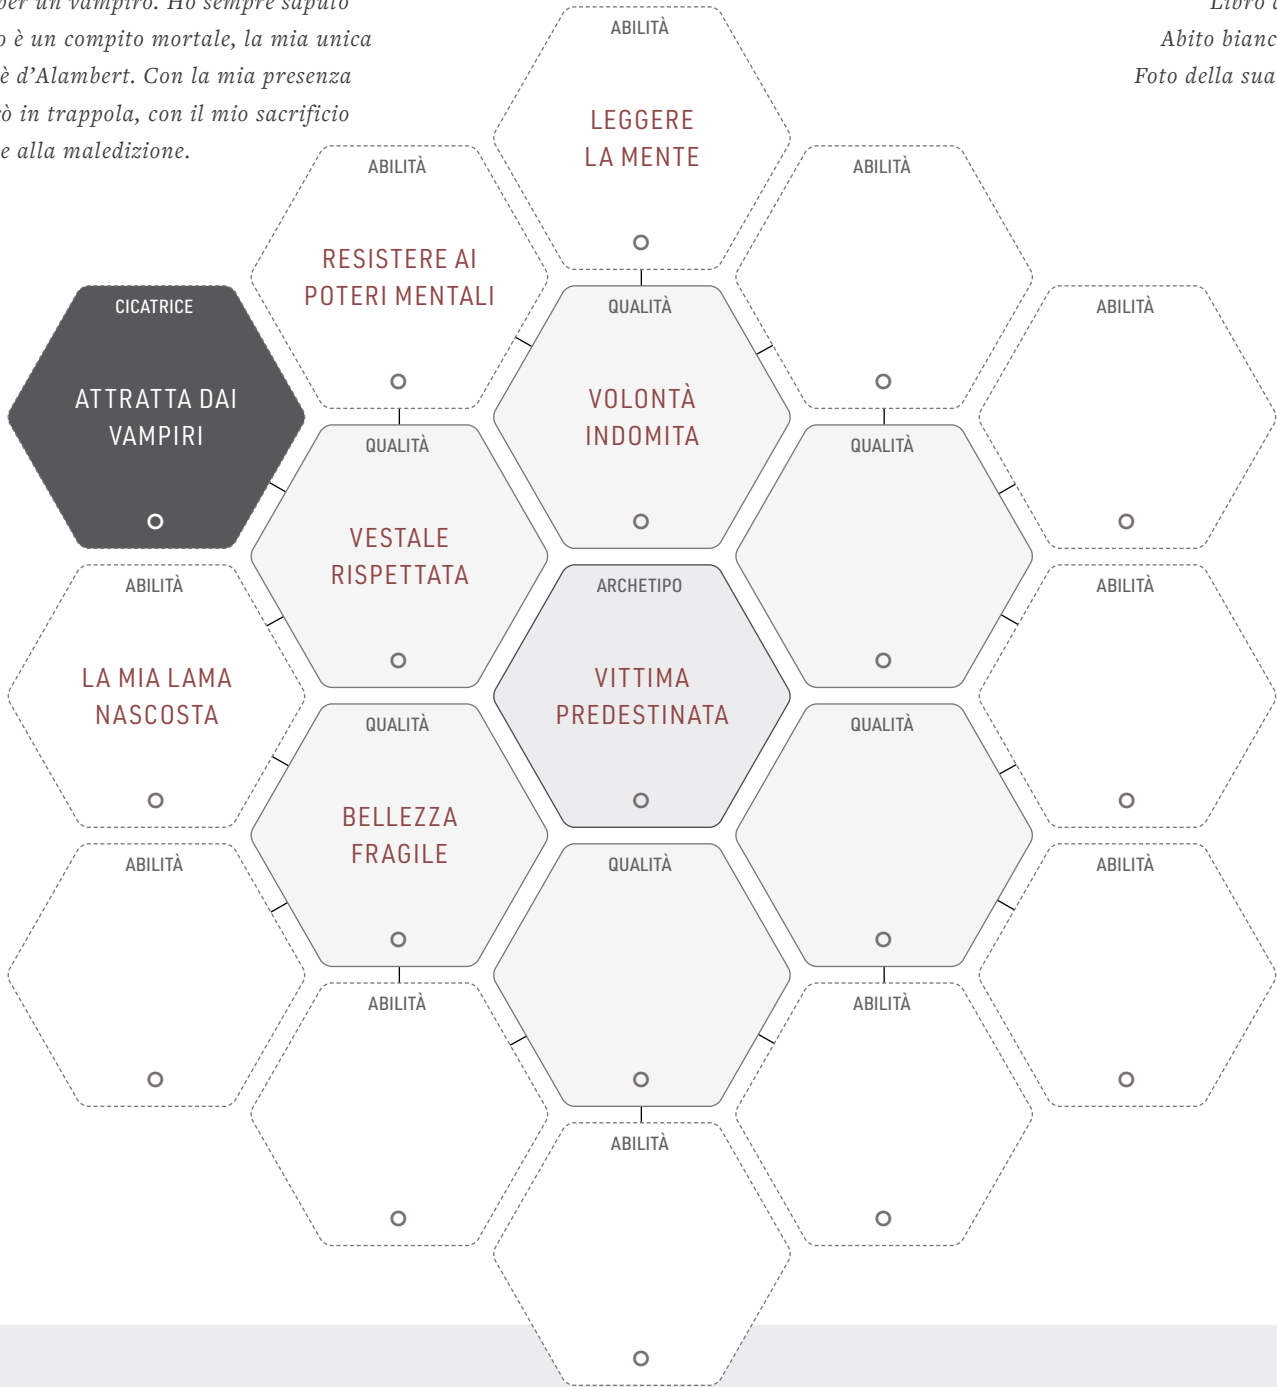 per un vampiro. Ho sempre saputo
è un compito mortale, la mia unica
è d'Alambert. Con la mia presenza
in trappola, con il mio sacrificio
alla maledizione.
Libro
Abito
Foto della sua
ABILITÀ
LEGGERE
LA MENTE
ABILITÀ
RESISTERE AI
POTERI MENTALI
ABILITÀ
CICATRICE
ATTRATTA DAI
VAMPIRI
QUALITÀ
VOLONTÀ
INDOMITA
ABILITÀ
QUALITÀ
VESTALE
RISPETTATA
QUALITÀ
ABILITÀ
LA MIA LAMA
NASCOSTA
ARCHETIPO
VITTIMA
PREDESTINATA
ABILITÀ
QUALITÀ
BELLEZZA
FRAGILE
QUALITÀ
ABILITÀ
QUALITÀ
ABILITÀ
ABILITÀ
ABILITÀ
ABILITÀ